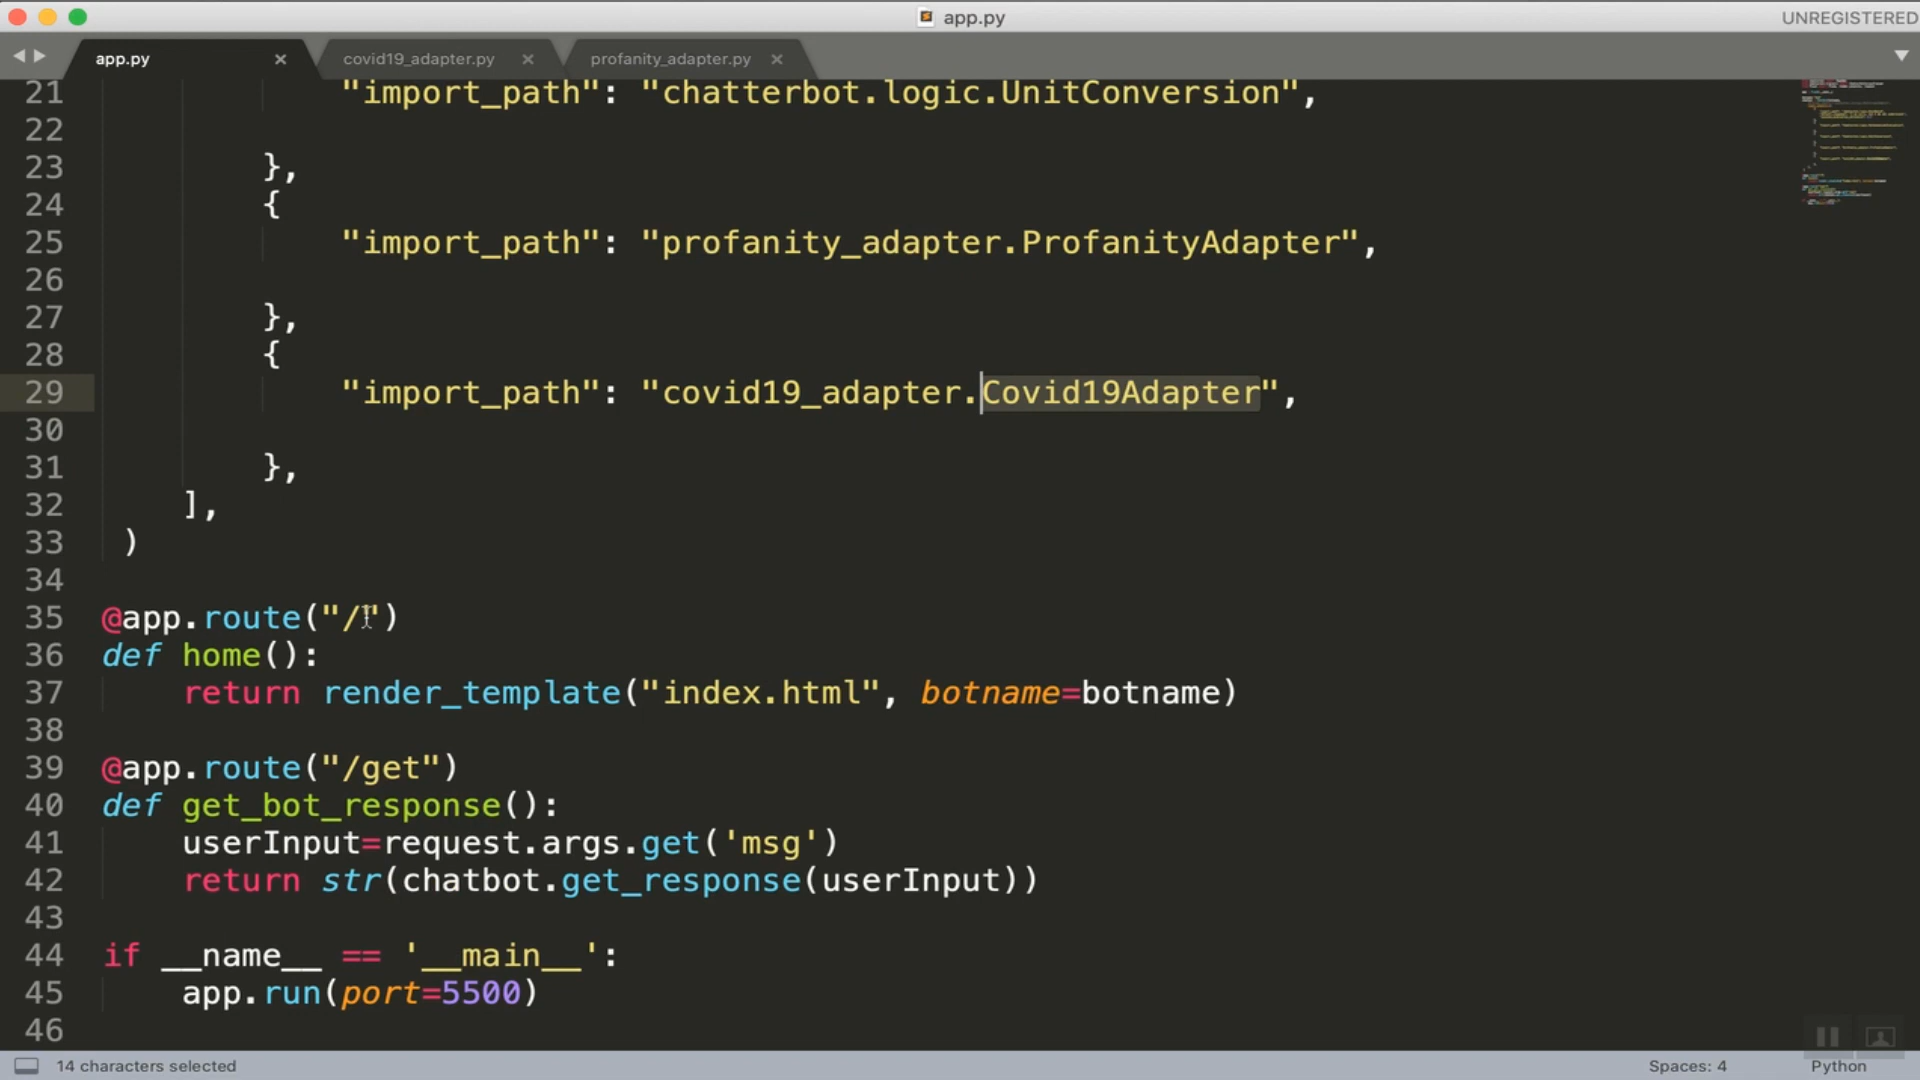 app.py
UNREGISTERED
app.py × covid19_adapter.py × profanity_adapter.py ×
21 "import_path": "chatterbot.logic.UnitConversion",
22
23 },
24 {
25 "import_path": "profanity_adapter.ProfanityAdapter",
26
27 },
28 {
29 "import_path": "covid19_adapter.Covid19Adapter",
30
31 },
32 ],
33 )
34
35 @app.route("/")
36 def home():
37 return render_template("index.html", botname=botname)
38
39 @app.route("/get")
40 def get_bot_response():
41 userInput=request.args.get('msg')
42 return str(chatbot.get_response(userInput))
43
44 if __name__ == '__main__':
45 app.run(port=5500)
46
14 characters selected
Spaces: 4
Python